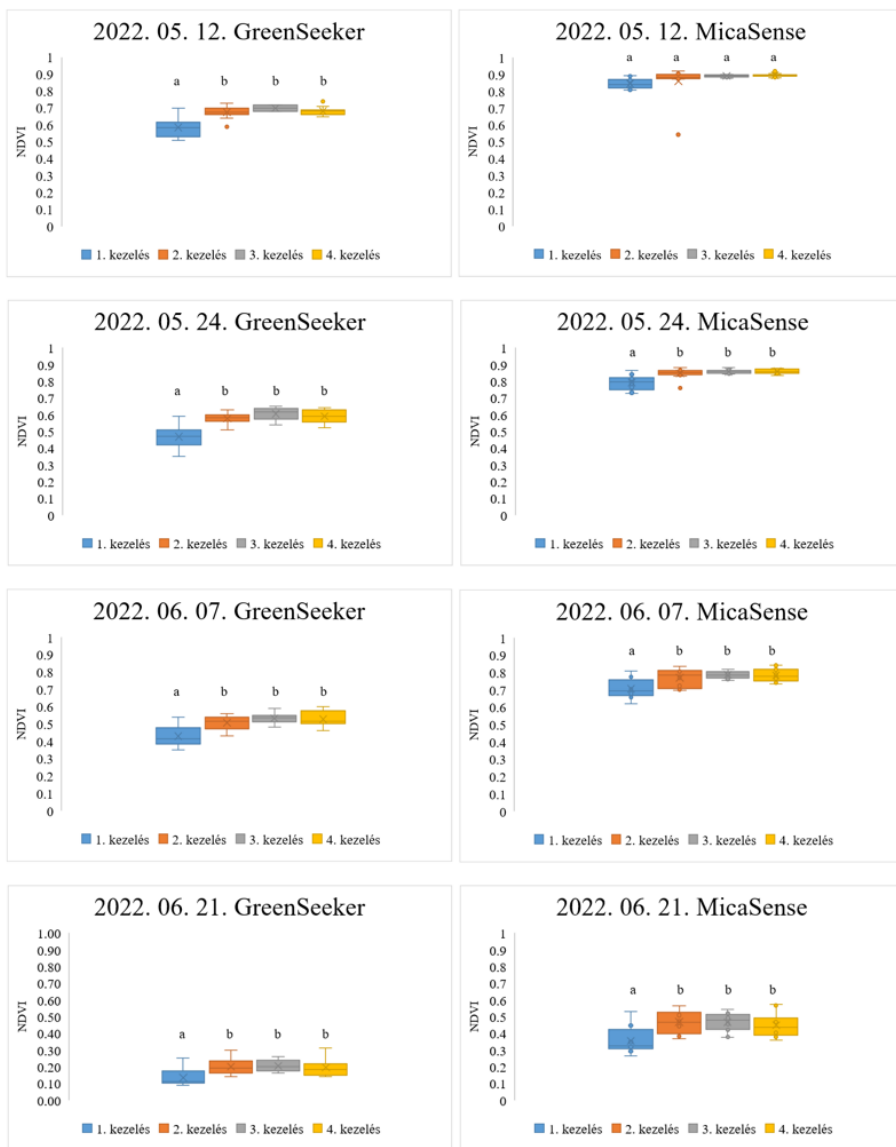 2022. 05. 12. GreenSeeker
1
0.9
0.8
0.7
0.6
0.5
0.4
0.3
0.2
0.1
0
NDVI
a b b b
1. kezelés 2. kezelés 3. kezelés 4. kezelés
2022. 05. 12. MicaSense
1
0.9
0.8
0.7
0.6
0.5
0.4
0.3
0.2
0.1
0
NDVI
a a a a
1. kezelés 2. kezelés 3. kezelés 4. kezelés
2022. 05. 24. GreenSeeker
1
0.9
0.8
0.7
0.6
0.5
0.4
0.3
0.2
0.1
0
NDVI
a b b b
1. kezelés 2. kezelés 3. kezelés 4. kezelés
2022. 05. 24. MicaSense
1
0.9
0.8
0.7
0.6
0.5
0.4
0.3
0.2
0.1
0
NDVI
a b b b
1. kezelés 2. kezelés 3. kezelés 4. kezelés
2022. 06. 07. GreenSeeker
1
0.9
0.8
0.7
0.6
0.5
0.4
0.3
0.2
0.1
0
NDVI
a b b b
1. kezelés 2. kezelés 3. kezelés 4. kezelés
2022. 06. 07. MicaSense
1
0.9
0.8
0.7
0.6
0.5
0.4
0.3
0.2
0.1
0
NDVI
a b b b
1. kezelés 2. kezelés 3. kezelés 4. kezelés
2022. 06. 21. GreenSeeker
1.00
0.90
0.80
0.70
0.60
0.50
0.40
0.30
0.20
0.10
0.00
NDVI
a b b b
1. kezelés 2. kezelés 3. kezelés 4. kezelés
2022. 06. 21. MicaSense
1
0.9
0.8
0.7
0.6
0.5
0.4
0.3
0.2
0.1
0
NDVI
a b b b
1. kezelés 2. kezelés 3. kezelés 4. kezelés